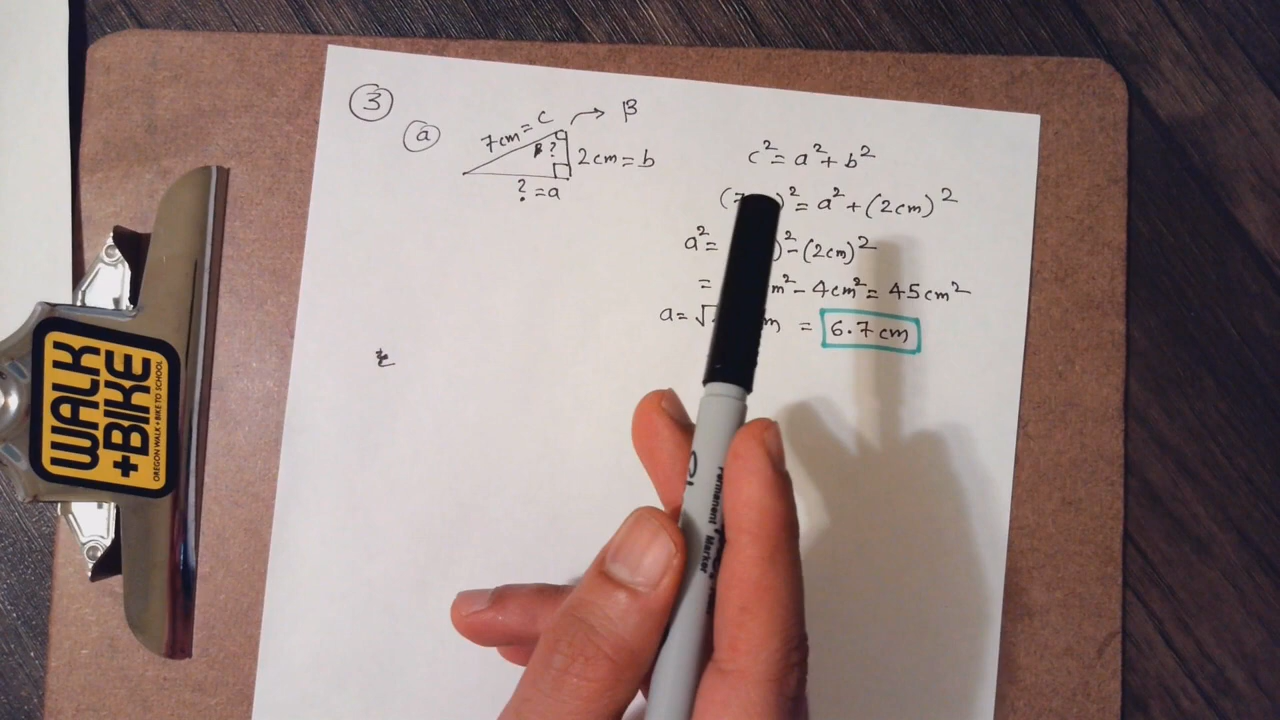 3
a
7cm = c → β
β ?
2cm = b
? = a
c² = a² + b²
( )² = a² + (2cm)²
a² = )² - (2cm)²
= m² - 4cm² = 45cm²
a = √ m = 6.7 cm
WALK
+BIKE
OREGON WALK + BIKE TO SCHOOL
Permanent
Marker